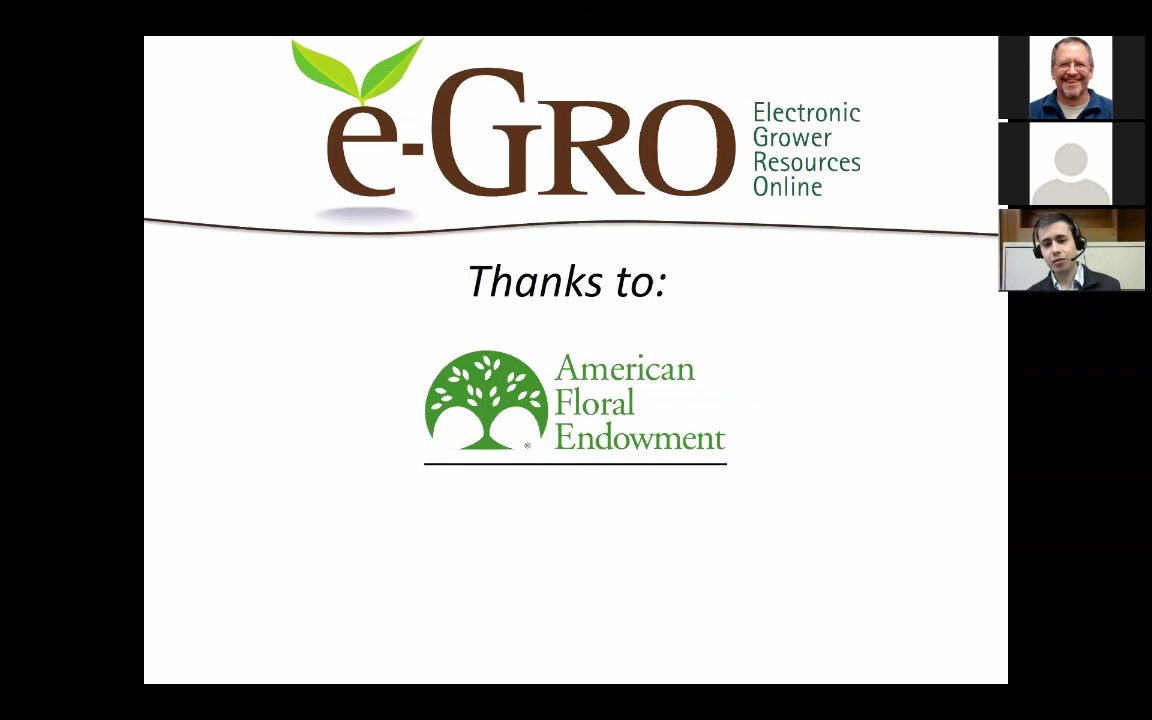 e-GRO
Electronic
Grower
Resources
Online
Thanks to:
American
Floral
Endowment
®